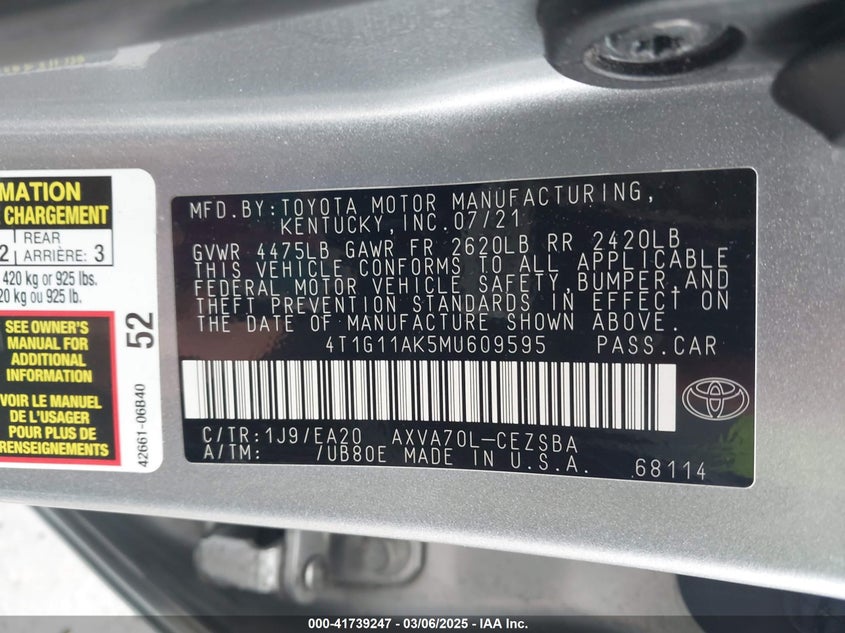 MFD.BY:TOYOTA MOTOR MANUFACTURING,
KENTUCKY,INC.07/21
GVWR 4475LB GAWR FR 2620LB RR 2420LB
THIS VEHICLE CONFORMS TO ALL APPLICABLE
FEDERAL MOTOR VEHICLE SAFETY,BUMPER,AND
THEFT PREVENTION STANDARDS IN EFFECT ON
THE DATE OF MANUFACTURE SHOWN ABOVE.
4T1G11AK5MU609595 PASS.CAR
C/TR:1J9/EA20 AXVA70L-CEZSBA
A/TM: /UB80E MADE IN U.S.A.
68114
MATION
CHARGEMENT
2 REAR
ARRIÈRE: 3
420 kg or 925 lbs.
20 kg ou 925 lb.
SEE OWNER'S
MANUAL FOR
ADDITIONAL
INFORMATION
VOIR LE MANUEL
DE L'USAGER
POUR PLUS DE
RENSEIGNEMENTS
52
42661-06B40
000-41739247 - 03/06/2025 - IAA Inc.